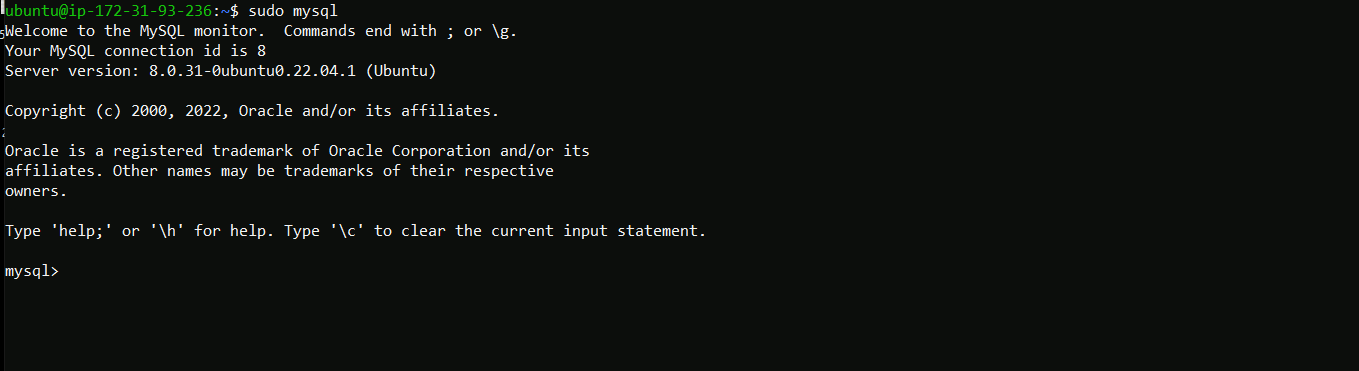 ubuntu@ip-172-31-93-236:~$ sudo mysql
Welcome to the MySQL monitor.  Commands end with ; or \g.
Your MySQL connection id is 8
Server version: 8.0.31-0ubuntu0.22.04.1 (Ubuntu)
Copyright (c) 2000, 2022, Oracle and/or its affiliates.
Oracle is a registered trademark of Oracle Corporation and/or its
affiliates. Other names may be trademarks of their respective
owners.
Type 'help;' or '\h' for help. Type '\c' to clear the current input statement.
mysql>